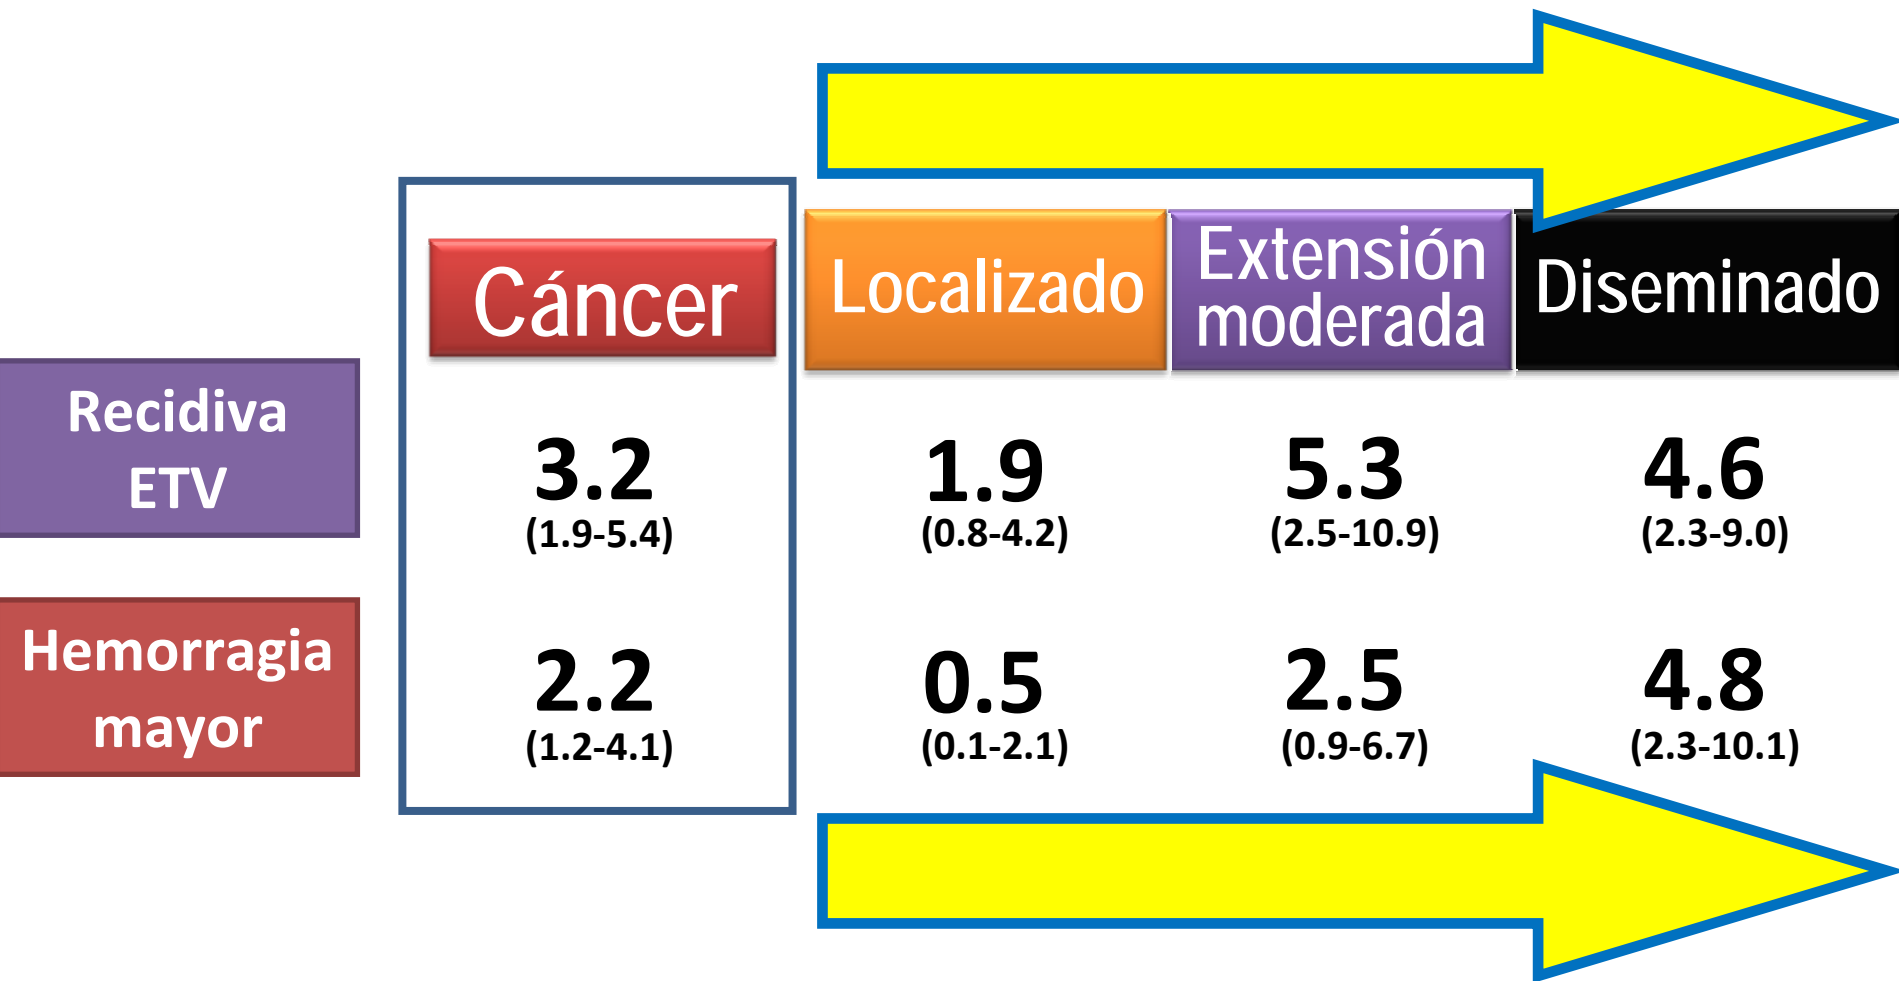 Cáncer
Localizado
Extensión
moderada
Diseminado
Recidiva
ETV
3.2
(1.9-5.4)
1.9
(0.8-4.2)
5.3
(2.5-10.9)
4.6
(2.3-9.0)
Hemorragia
mayor
2.2
(1.2-4.1)
0.5
(0.1-2.1)
2.5
(0.9-6.7)
4.8
(2.3-10.1)